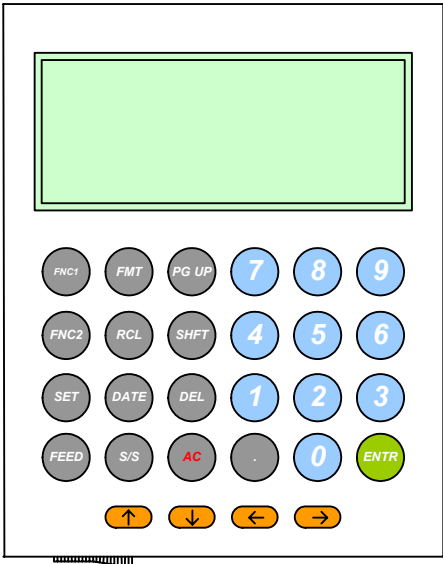 FNC1 FMT PG UP 7 8 9
FNC2 RCL SHFT 4 5 6
SET DATE DEL 1 2 3
FEED S/S AC . 0 ENTR
↑ ↓ ← →